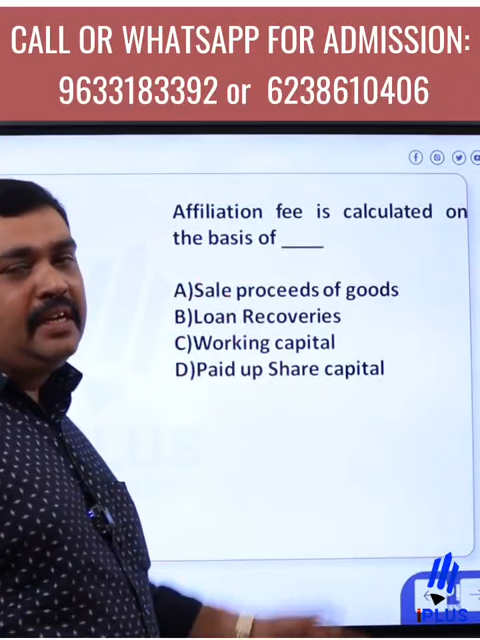 CALL OR WHATSAPP FOR ADMISSION:
9633183392 or 6238610406
Affiliation fee is calculated on
the basis of ____
A)Sale proceeds of goods
B)Loan Recoveries
C)Working capital
D)Paid up Share capital
PLUS
iPLUS